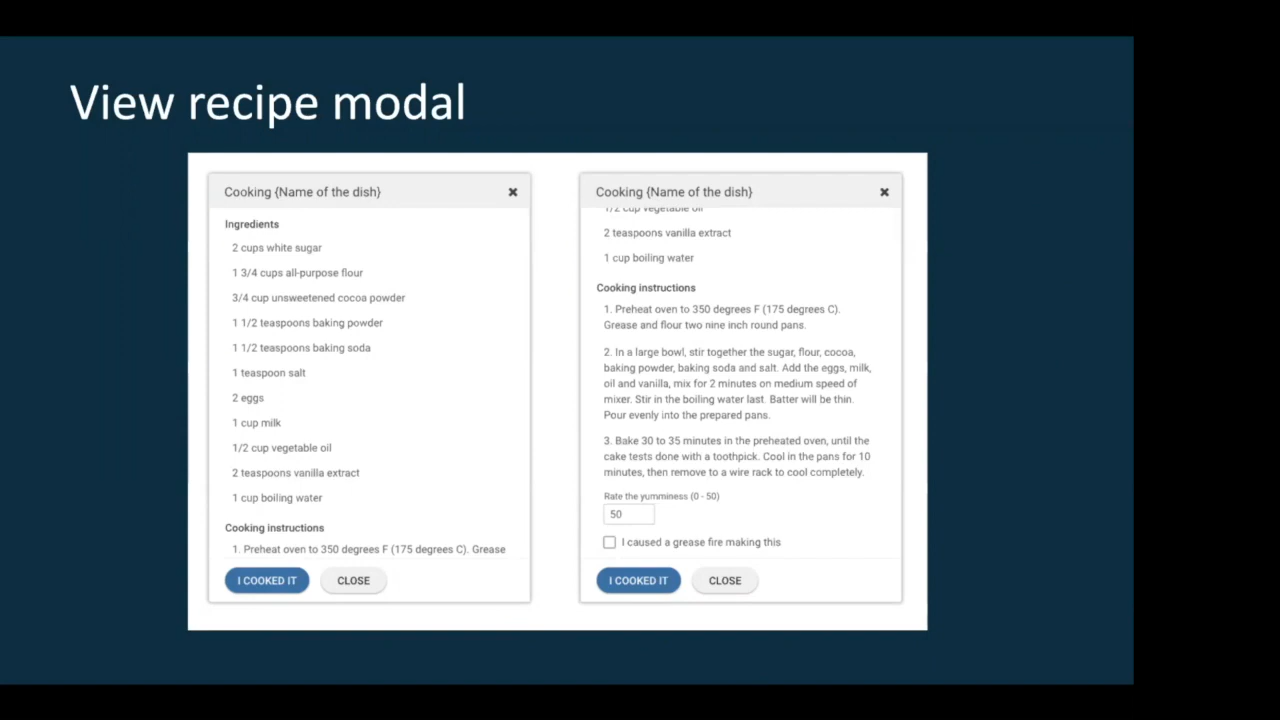 View recipe modal
Cooking {Name of the dish}
Ingredients
2 cups white sugar
1 3/4 cups all-purpose flour
3/4 cup unsweetened cocoa powder
1 1/2 teaspoons baking powder
1 1/2 teaspoons baking soda
1 teaspoon salt
2 eggs
1 cup milk
1/2 cup vegetable oil
2 teaspoons vanilla extract
1 cup boiling water
Cooking instructions
1. Preheat oven to 350 degrees F (175 degrees C). Grease
I COOKED IT CLOSE
Cooking {Name of the dish}
1/2 cup vegetable oil
2 teaspoons vanilla extract
1 cup boiling water
Cooking instructions
1. Preheat oven to 350 degrees F (175 degrees C).
Grease and flour two nine inch round pans.
2. In a large bowl, stir together the sugar, flour, cocoa,
baking powder, baking soda and salt. Add the eggs, milk,
oil and vanilla, mix for 2 minutes on medium speed of
mixer. Stir in the boiling water last. Batter will be thin.
Pour evenly into the prepared pans.
3. Bake 30 to 35 minutes in the preheated oven, until the
cake tests done with a toothpick. Cool in the pans for 10
minutes, then remove to a wire rack to cool completely.
Rate the yumminess (0 - 50)
50
I caused a grease fire making this
I COOKED IT CLOSE